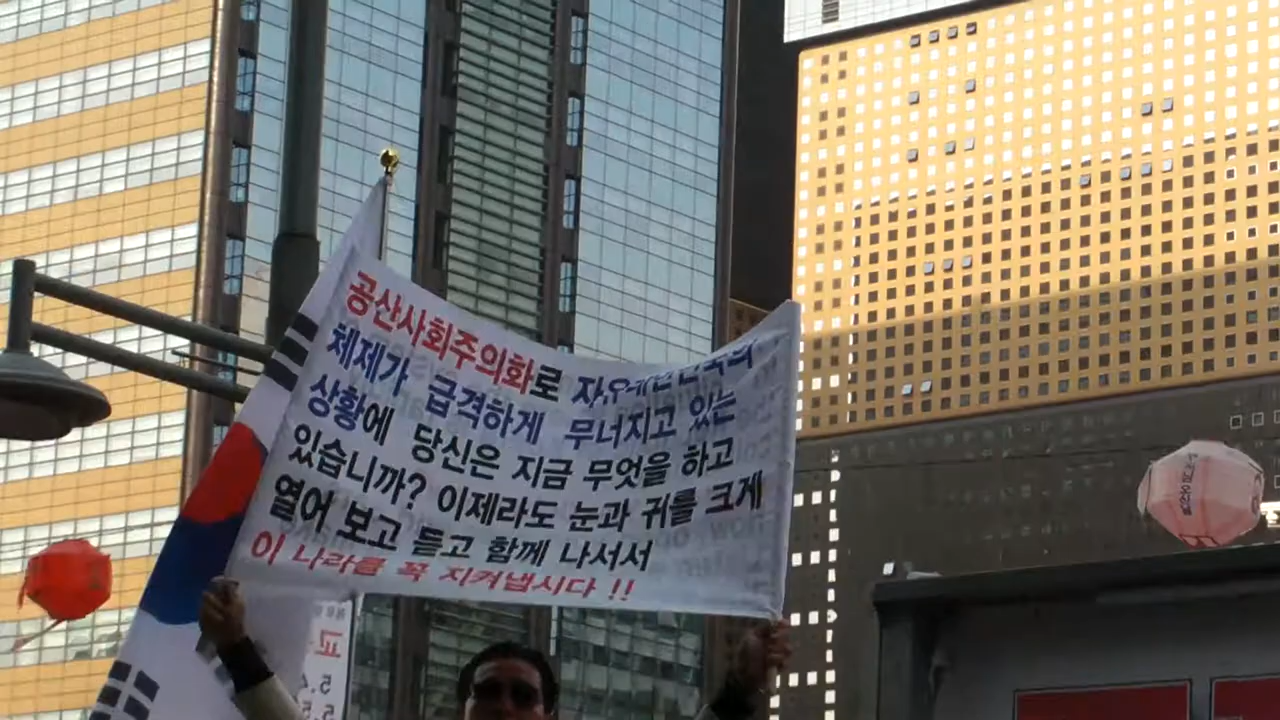 공산사회주의화로 자유대한민국의
체제가 급격하게 무너지고 있는
상황에 당신은 지금 무엇을 하고
있습니까? 이제라도 눈과 귀를 크게
열어 보고 듣고 함께 나서서
이 나라를 꼭 지켜냅시다 !!